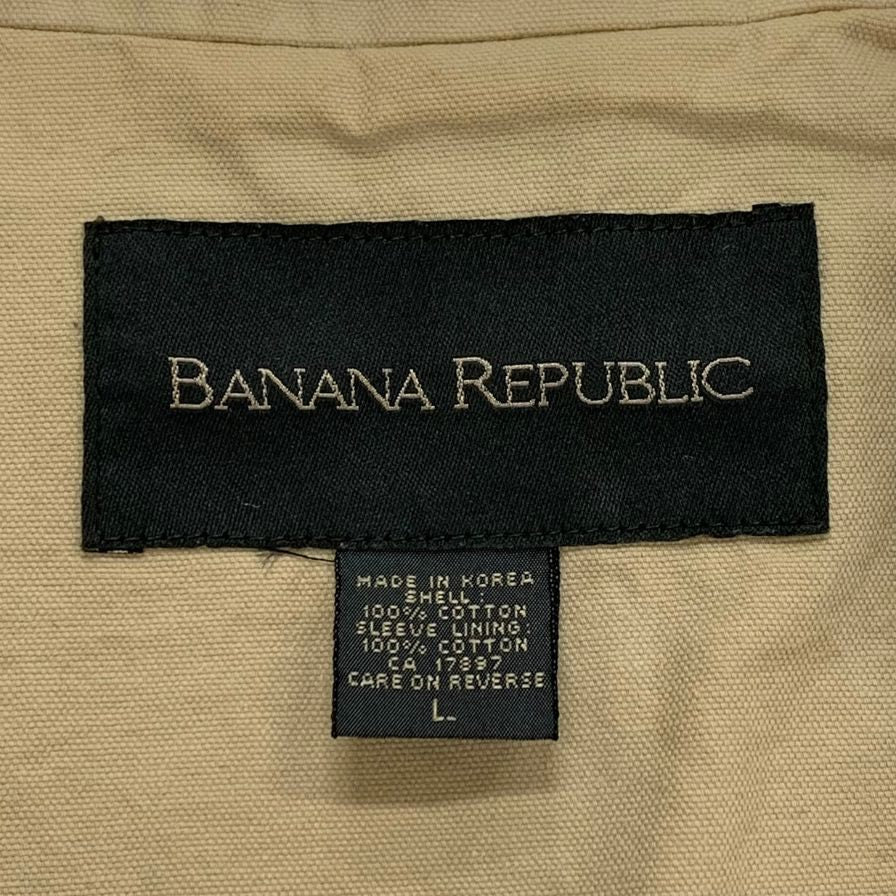 BANANA REPUBLIC
MADE IN KOREA
SHELL:
100% COTTON
SLEEVE LINING:
100% COTTON
CA 17897
CARE ON REVERSE
L